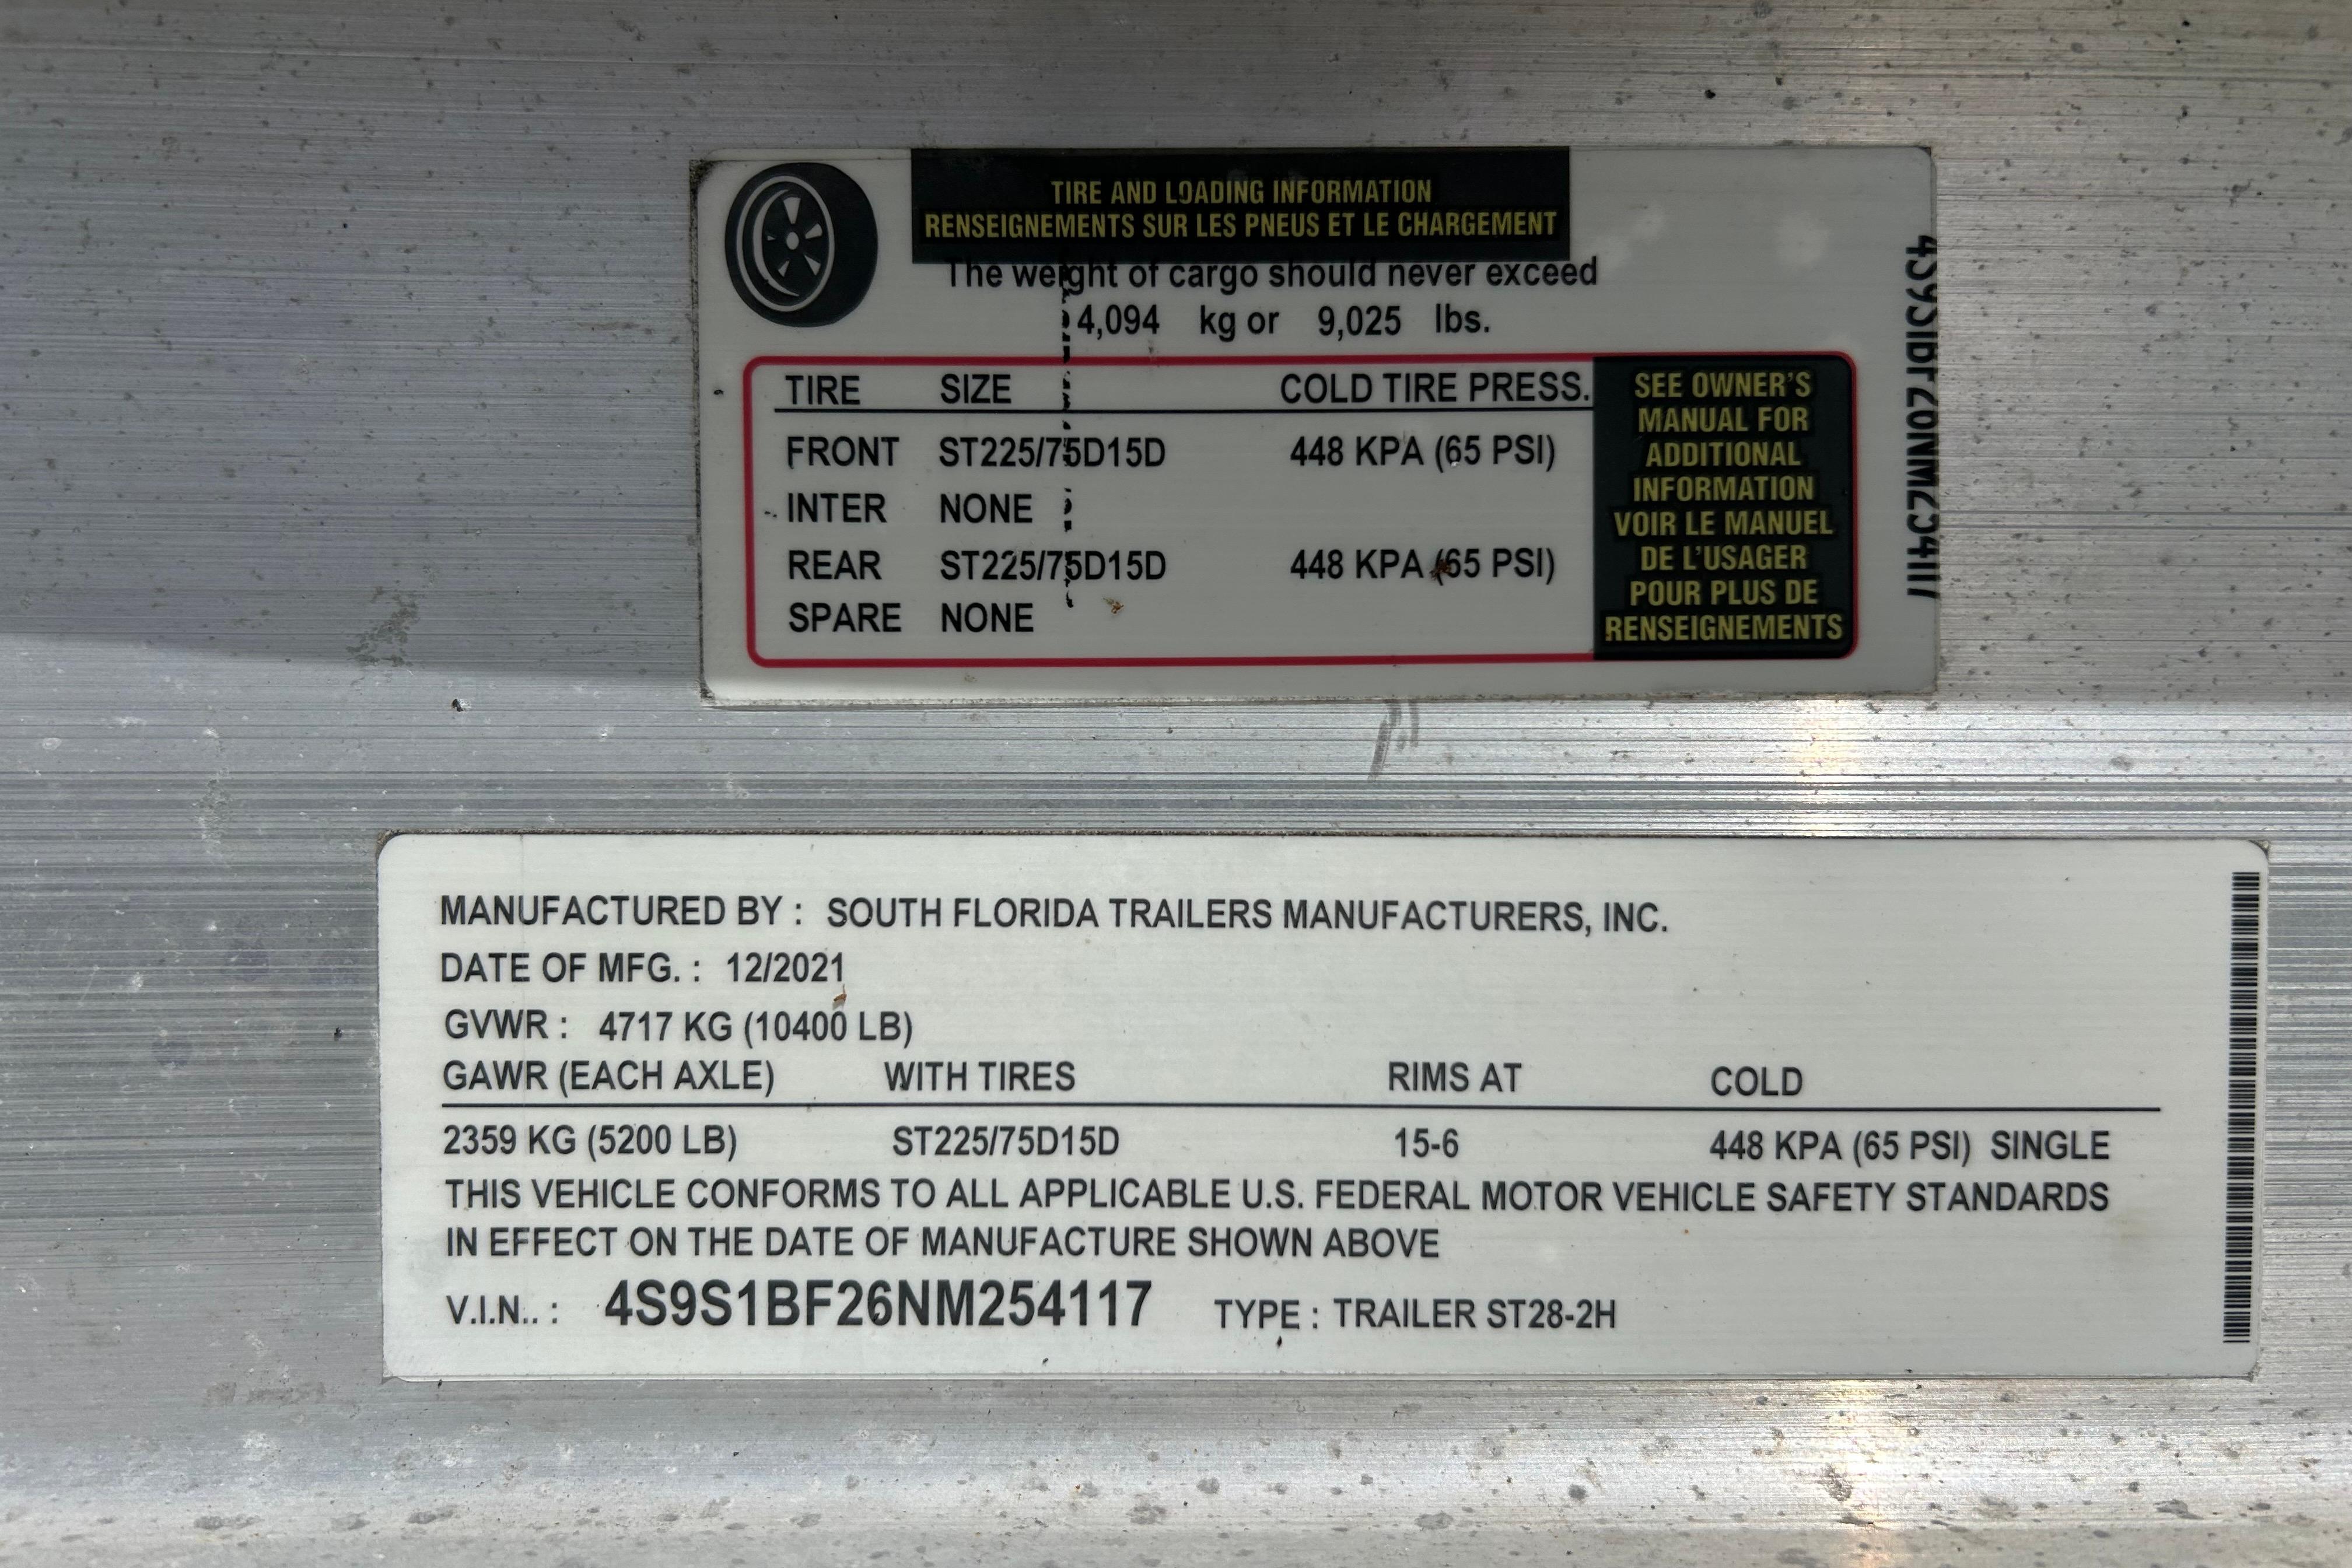 TIRE AND LOADING INFORMATION
RENSEIGNEMENTS SUR LES PNEUS ET LE CHARGEMENT
The weight of cargo should never exceed
4,094 kg or 9,025 lbs.
TIRE SIZE COLD TIRE PRESS.
FRONT ST225/75D15D 448 KPA (65 PSI)
INTER NONE
REAR ST225/75D15D 448 KPA (65 PSI)
SPARE NONE
SEE OWNER'S
MANUAL FOR
ADDITIONAL
INFORMATION
VOIR LE MANUEL
DE L'USAGER
POUR PLUS DE
RENSEIGNEMENTS
4S9S1BF26NM254117
MANUFACTURED BY : SOUTH FLORIDA TRAILERS MANUFACTURERS, INC.
DATE OF MFG. : 12/2021
GVWR : 4717 KG (10400 LB)
GAWR (EACH AXLE) WITH TIRES RIMS AT COLD
2359 KG (5200 LB) ST225/75D15D 15-6 448 KPA (65 PSI) SINGLE
THIS VEHICLE CONFORMS TO ALL APPLICABLE U.S. FEDERAL MOTOR VEHICLE SAFETY STANDARDS
IN EFFECT ON THE DATE OF MANUFACTURE SHOWN ABOVE
V.I.N.. : 4S9S1BF26NM254117 TYPE : TRAILER ST28-2H